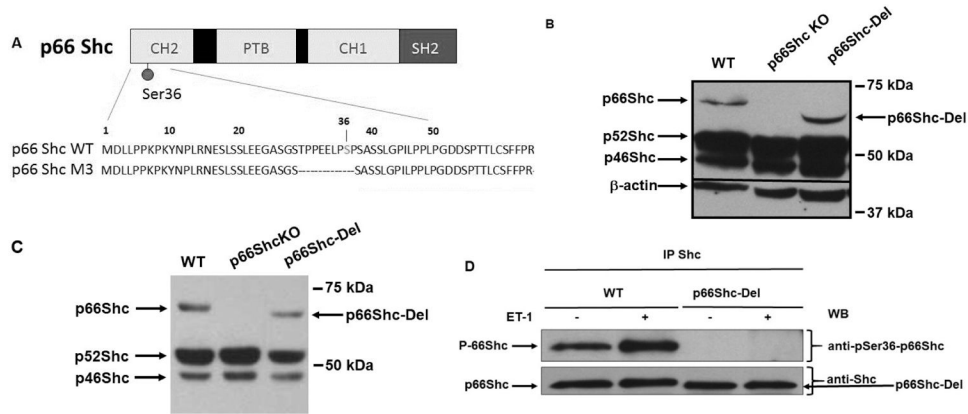 A
p66 Shc
CH2
PTB
CH1
SH2
Ser36
1 10 20 36 40 50
p66 Shc WT MDLLPPKPKYNPLRNESLSSLEEGASGSTPPEELPSPSASSLGPILPPLPGDDSPTTLCSFFPR
p66 Shc M3 MDLLPPKPKYNPLRNESLSSLEEGASGS--------------SASSLGPILPPLPGDDSPTTLCSFFPR
B
WT
p66Shc KO
p66Shc-Del
75 kDa
p66Shc
p66Shc-Del
p52Shc
50 kDa
p46Shc
β-actin
37 kDa
C
WT
p66ShcKO
p66Shc-Del
75 kDa
p66Shc
p66Shc-Del
p52Shc
50 kDa
p46Shc
D
IP Shc
WT p66Shc-Del
ET-1 - + - + WB
P-66Shc
anti-pSer36-p66Shc
anti-Shc
p66Shc
p66Shc-Del